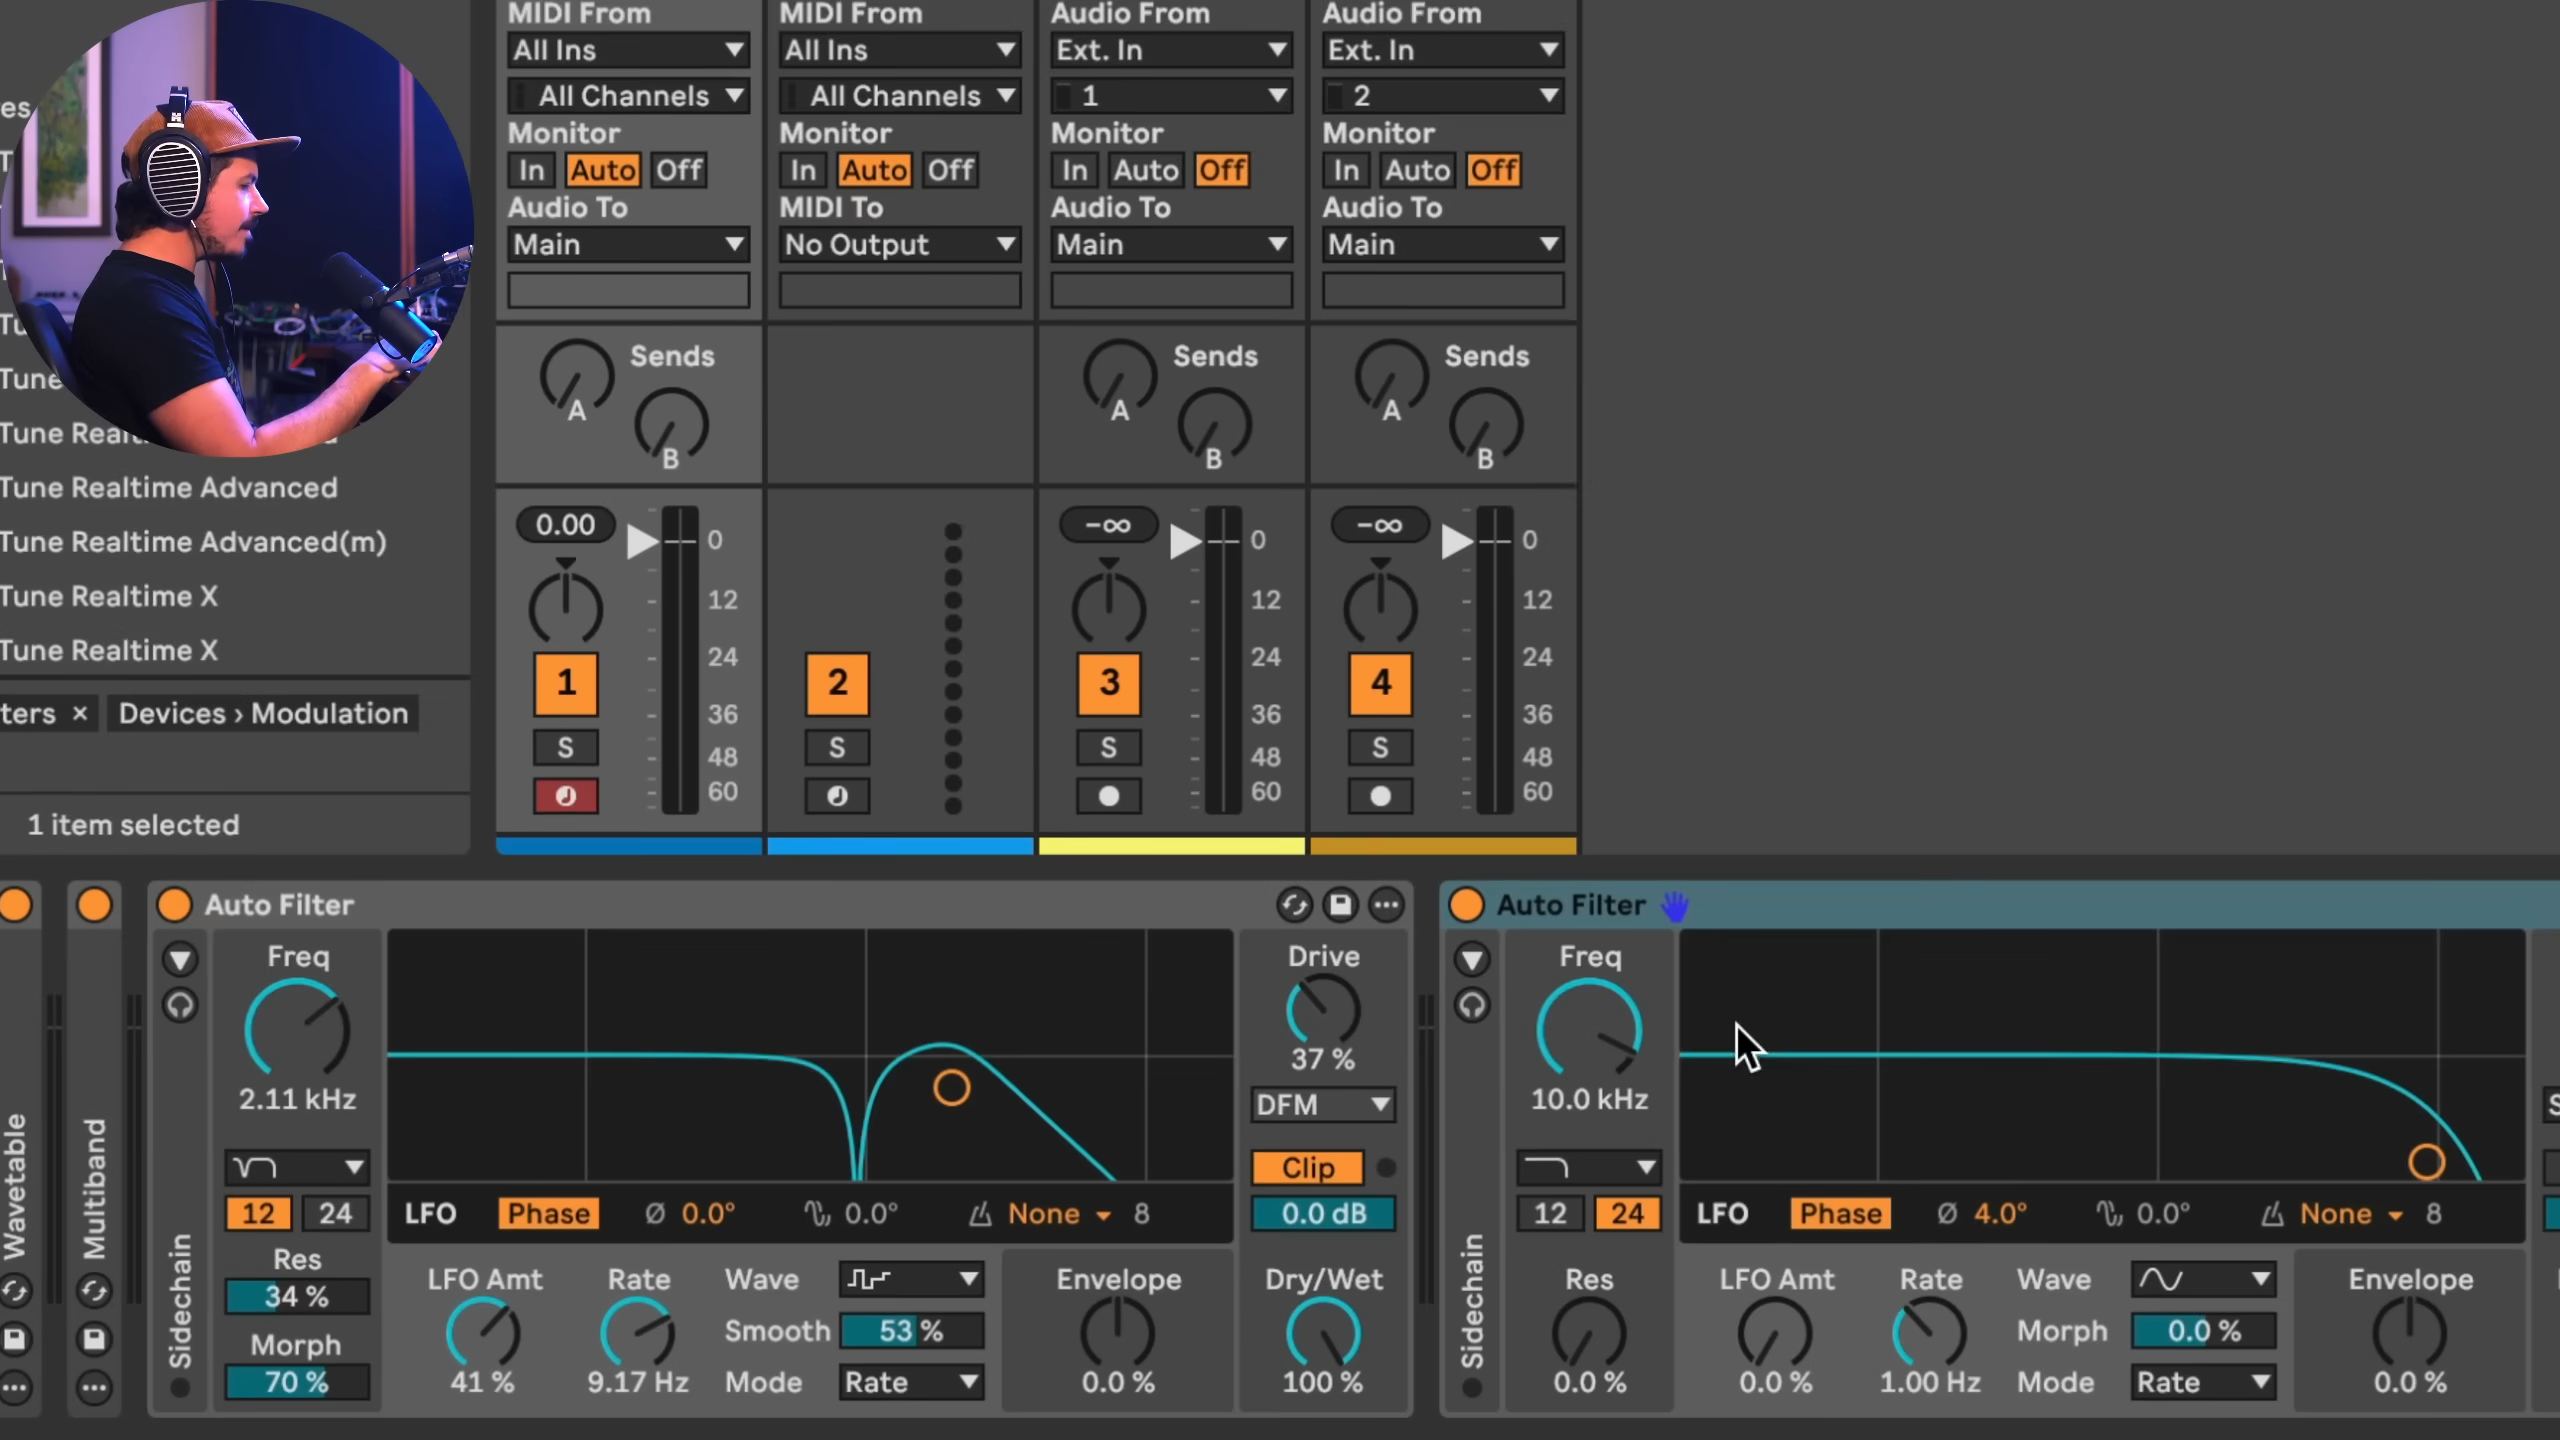 MIDI From MIDI From Audio From Audio From
All Ins All Ins Ext. In Ext. In
All Channels All Channels 1 2
Monitor Monitor Monitor Monitor
In Auto Off In Auto Off In Auto Off In Auto Off
Audio To MIDI To Audio To Audio To
Main No Output Main Main
Sends Sends Sends
A A A
B B B
0.00 -∞ -∞
0 0 0
12 12 12
24 24 24
1 2 3 4
36 36 36
S S S S
48 48 48
60 60 60
res
Tu
Tune
Tune Realt
Tune Realtime Advanced
Tune Realtime Advanced(m)
Tune Realtime X
Tune Realtime X
ters × Devices › Modulation
1 item selected
Wavetable
Multiband
Auto Filter
Sidechain
Freq
2.11 kHz
12 24
Res
34 %
Morph
70 %
LFO Phase Ø 0.0° 0.0° None 8
LFO Amt Rate Wave
Smooth 53 %
41 % 9.17 Hz Mode Rate
Envelope
0.0 %
Drive
37 %
DFM
Clip
0.0 dB
Dry/Wet
100 %
Auto Filter
Sidechain
Freq
10.0 kHz
12 24
Res
0.0 %
LFO Phase Ø 4.0° 0.0° None 8
LFO Amt Rate Wave
Morph 0.0 %
0.0 % 1.00 Hz Mode Rate
Envelope
0.0 %